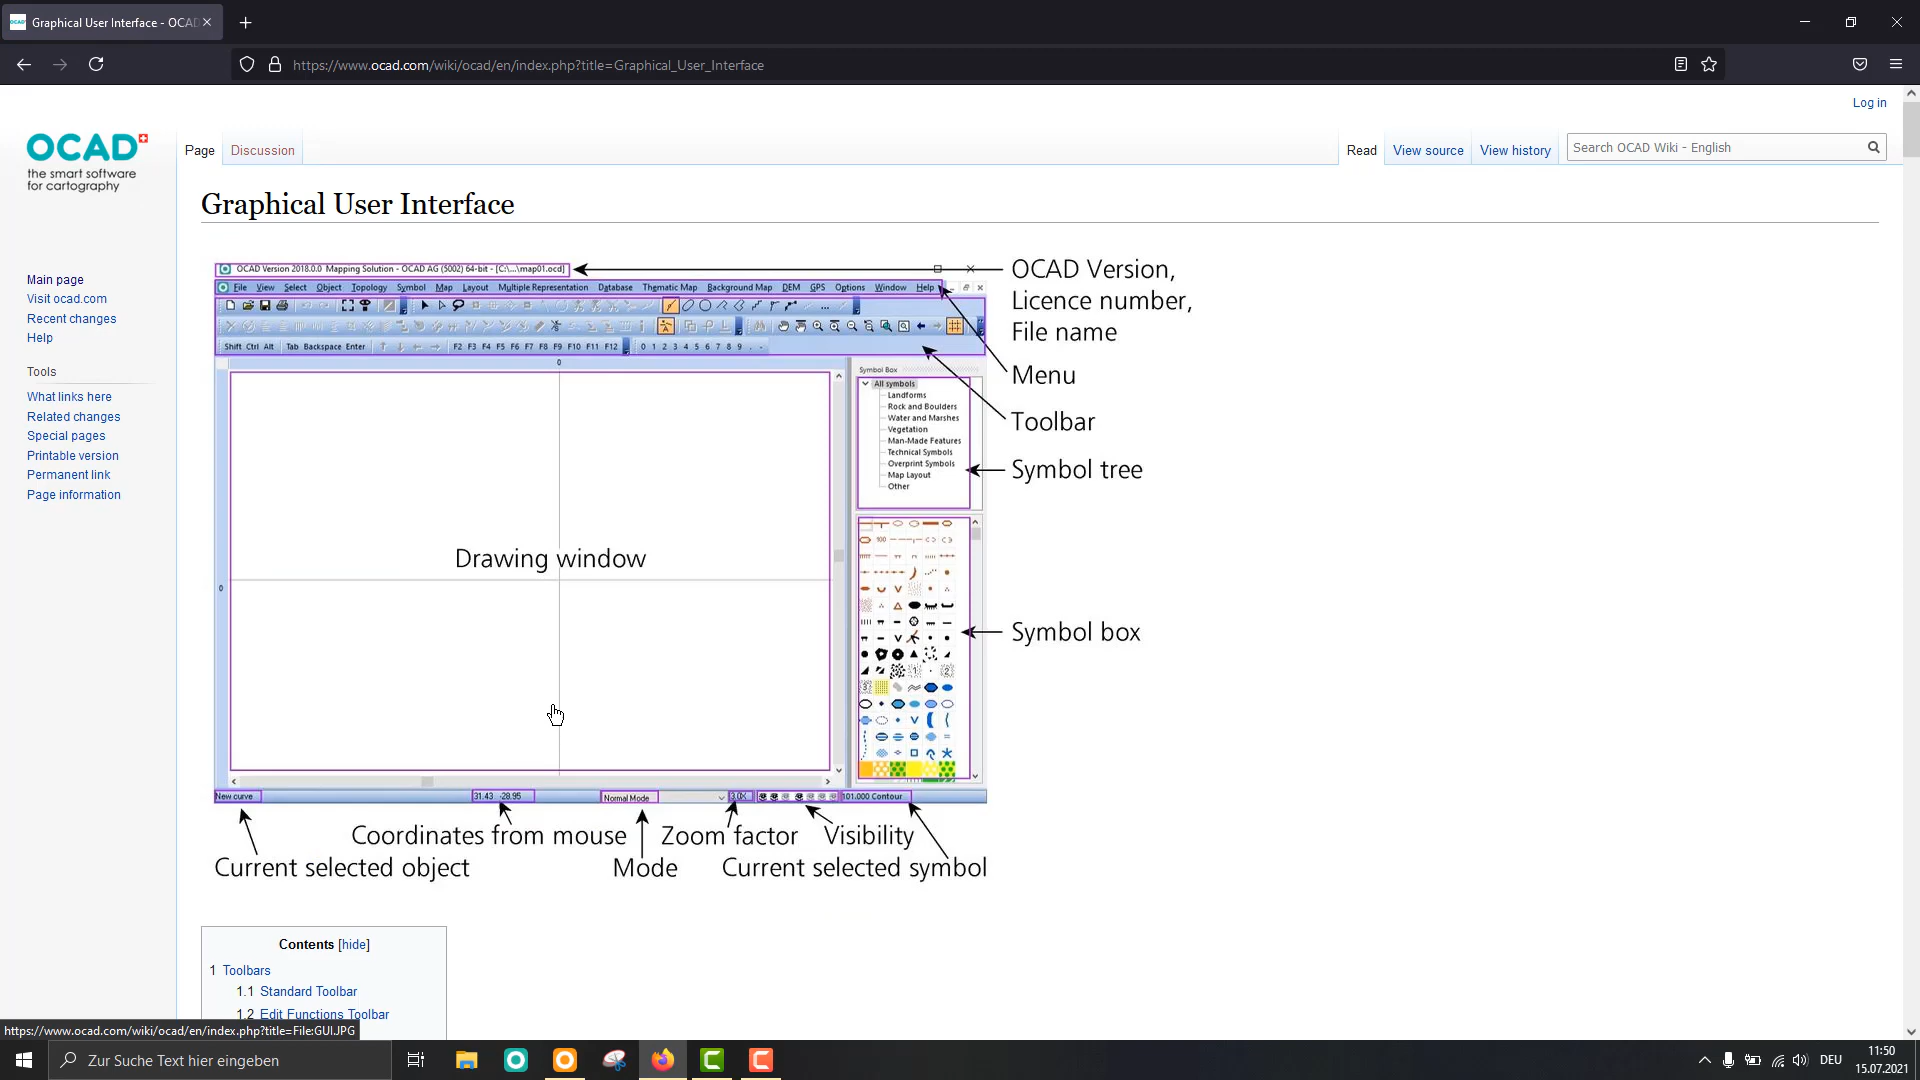 Graphical User Interface - OCAD
https://www.ocad.com/wiki/ocad/en/index.php?title=Graphical_User_Interface
Log in
OCAD
the smart software
for cartography
Page
Discussion
Read
View source
View history
Search OCAD Wiki - English
Graphical User Interface
Main page
Visit ocad.com
Recent changes
Help
Tools
What links here
Related changes
Special pages
Printable version
Permanent link
Page information
OCAD Version 2018.0.0 Mapping Solution - OCAD AG (5002) 64-bit - [C:\...\map01.ocd]
File View Select Object Topology Symbol Map Layout Multiple Representation Database Thematic Map Background Map DEM GPS Options Window Help
Shift Ctrl Alt Tab Backspace Enter F2 F3 F4 F5 F6 F7 F8 F9 F10 F11 F12 0 1 2 3 4 5 6 7 8 9 . -
0
0
Symbol Box
All symbols
Landforms
Rock and Boulders
Water and Marshes
Vegetation
Man-Made Features
Technical Symbols
Overprint Symbols
Map Layout
Other
Drawing window
OCAD Version,
Licence number,
File name
Menu
Toolbar
Symbol tree
Symbol box
New curve
31.43 -28.95
Normal Mode
3.0X
101.000 Contour
Coordinates from mouse
Zoom factor
Visibility
Current selected object
Mode
Current selected symbol
Contents [hide]
1 Toolbars
1.1 Standard Toolbar
1.2 Edit Functions Toolbar
https://www.ocad.com/wiki/ocad/en/index.php?title=File:GUI.JPG
Zur Suche Text hier eingeben
DEU
11:50
15.07.2021